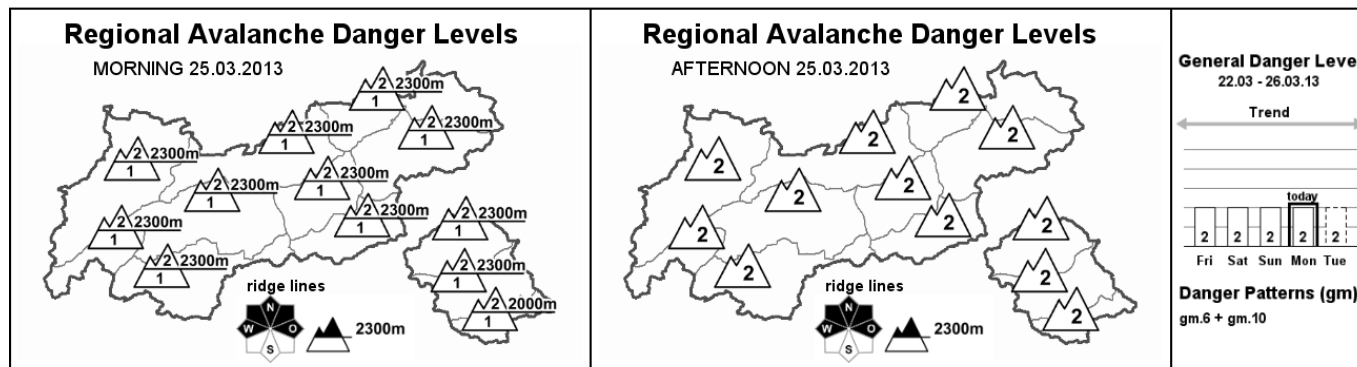 Regional Avalanche Danger Levels
MORNING 25.03.2013
2 2300m
1
2 2300m
1
2 2300m
1
2 2300m
1
2 2300m
1
2 2300m
1
2 2300m
1
2 2300m
1
2 2300m
1
2 2300m
1
2 2300m
1
2 2000m
1
ridge lines
N
W O
S
2300m
Regional Avalanche Danger Levels
AFTERNOON 25.03.2013
2
2
2
2
2
2
2
2
2
2
2
2
ridge lines
N
W O
S
2300m
General Danger Leve
22.03 - 26.03.13
Trend
today
2 2 2 2 2
Fri Sat Sun Mon Tue
Danger Patterns (gm)
gm.6 + gm.10